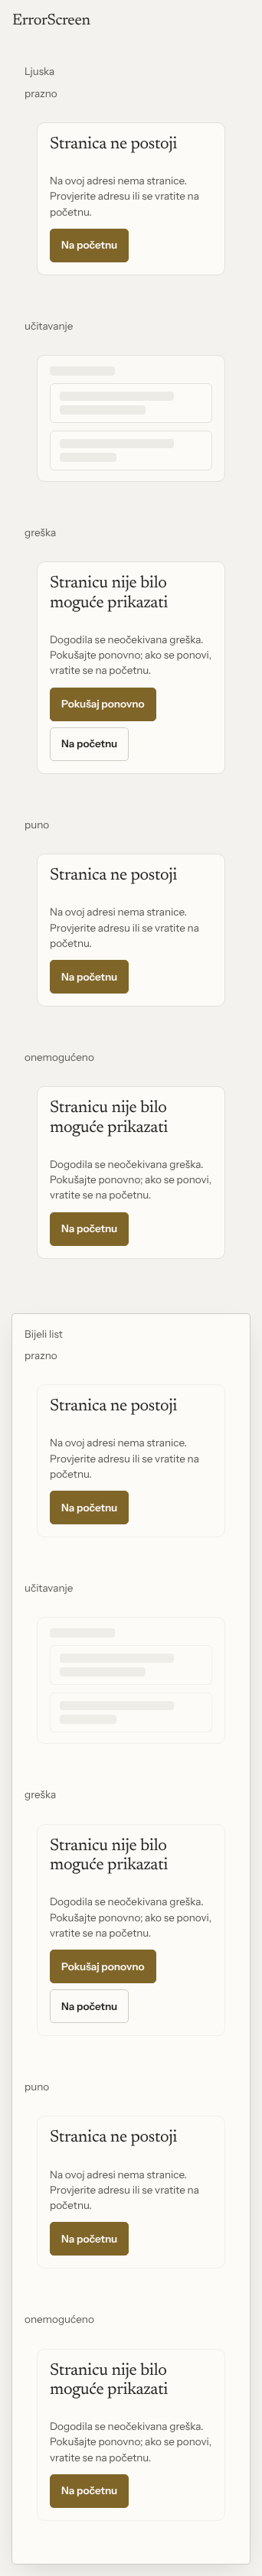 ErrorScreen
Ljuska
prazno
Stranica ne postoji
Na ovoj adresi nema stranice.
Provjerite adresu ili se vratite na
početnu.
Na početnu
učitavanje
greška
Stranicu nije bilo
moguće prikazati
Dogodila se neočekivana greška.
Pokušajte ponovno; ako se ponovi,
vratite se na početnu.
Pokušaj ponovno
Na početnu
puno
Stranica ne postoji
Na ovoj adresi nema stranice.
Provjerite adresu ili se vratite na
početnu.
Na početnu
onemogućeno
Stranicu nije bilo
moguće prikazati
Dogodila se neočekivana greška.
Pokušajte ponovno; ako se ponovi,
vratite se na početnu.
Na početnu
Bijeli list
prazno
Stranica ne postoji
Na ovoj adresi nema stranice.
Provjerite adresu ili se vratite na
početnu.
Na početnu
učitavanje
greška
Stranicu nije bilo
moguće prikazati
Dogodila se neočekivana greška.
Pokušajte ponovno; ako se ponovi,
vratite se na početnu.
Pokušaj ponovno
Na početnu
puno
Stranica ne postoji
Na ovoj adresi nema stranice.
Provjerite adresu ili se vratite na
početnu.
Na početnu
onemogućeno
Stranicu nije bilo
moguće prikazati
Dogodila se neočekivana greška.
Pokušajte ponovno; ako se ponovi,
vratite se na početnu.
Na početnu